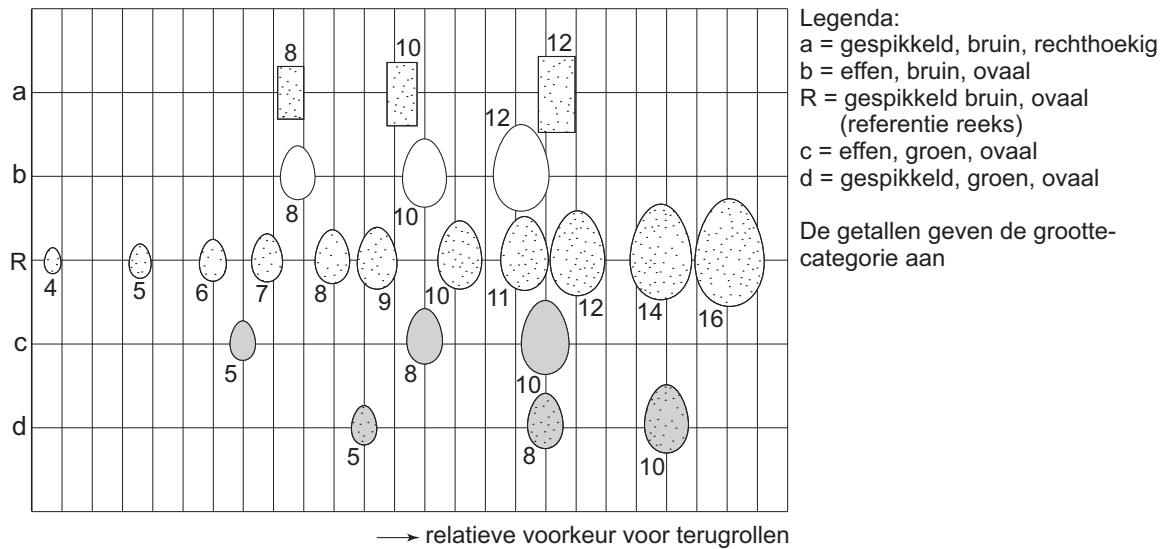 a
8
10
12
b
8
10
12
R
4
5
6
7
8
9
10
11
12
14
16
c
5
8
10
d
5
8
10
relatieve voorkeur voor terugrollen
Legenda:
a = gespikkeld, bruin, rechthoekig
b = effen, bruin, ovaal
R = gespikkeld bruin, ovaal
(referentie reeks)
c = effen, groen, ovaal
d = gespikkeld, groen, ovaal
De getallen geven de grootte-
categorie aan